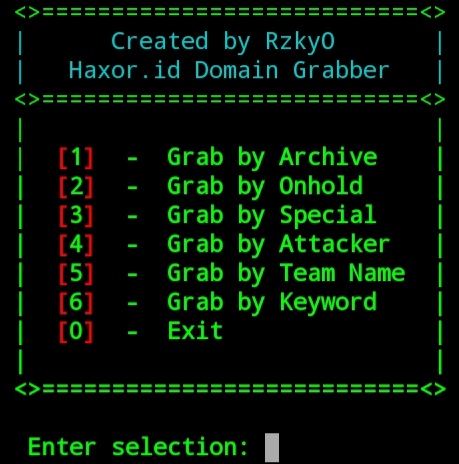 <>============================<>
|      Created by RzkyO      |
|   Haxor.id Domain Grabber   |
<>============================<>
|
| [1] - Grab by Archive |
| [2] - Grab by Onhold |
| [3] - Grab by Special |
| [4] - Grab by Attacker |
| [5] - Grab by Team Name |
| [6] - Grab by Keyword |
| [0] - Exit |
| |
<>============================<>
Enter selection: